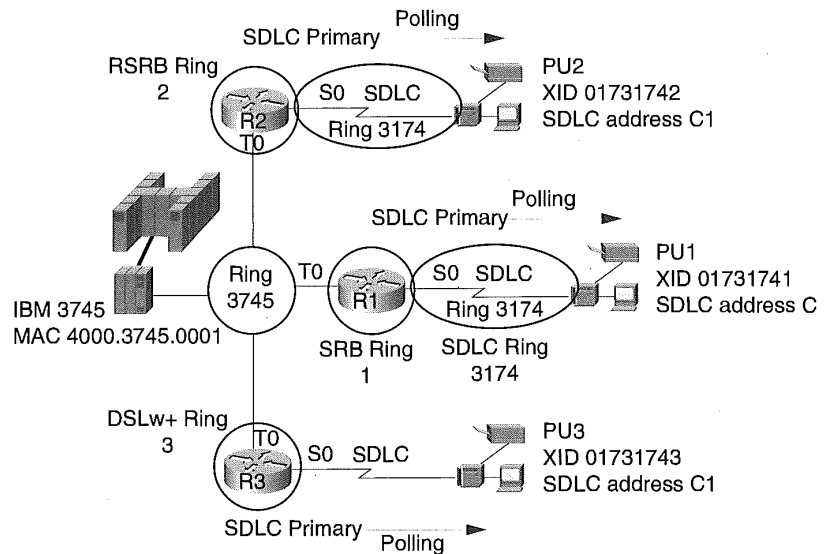 Polling
SDLC Primary
RSRB Ring
2
S0 SDLC
R2
T0
Ring 3174
PU2
XID 01731742
SDLC address C1
Polling
SDLC Primary
Ring
3745
T0
R1
S0 SDLC
Ring 3174
PU1
XID 01731741
SDLC address C
IBM 3745
MAC 4000.3745.0001
SRB Ring
1
SDLC Ring
3174
DSLw+ Ring
3
T0
R3
S0
SDLC
PU3
XID 01731743
SDLC address C1
SDLC Primary
Polling